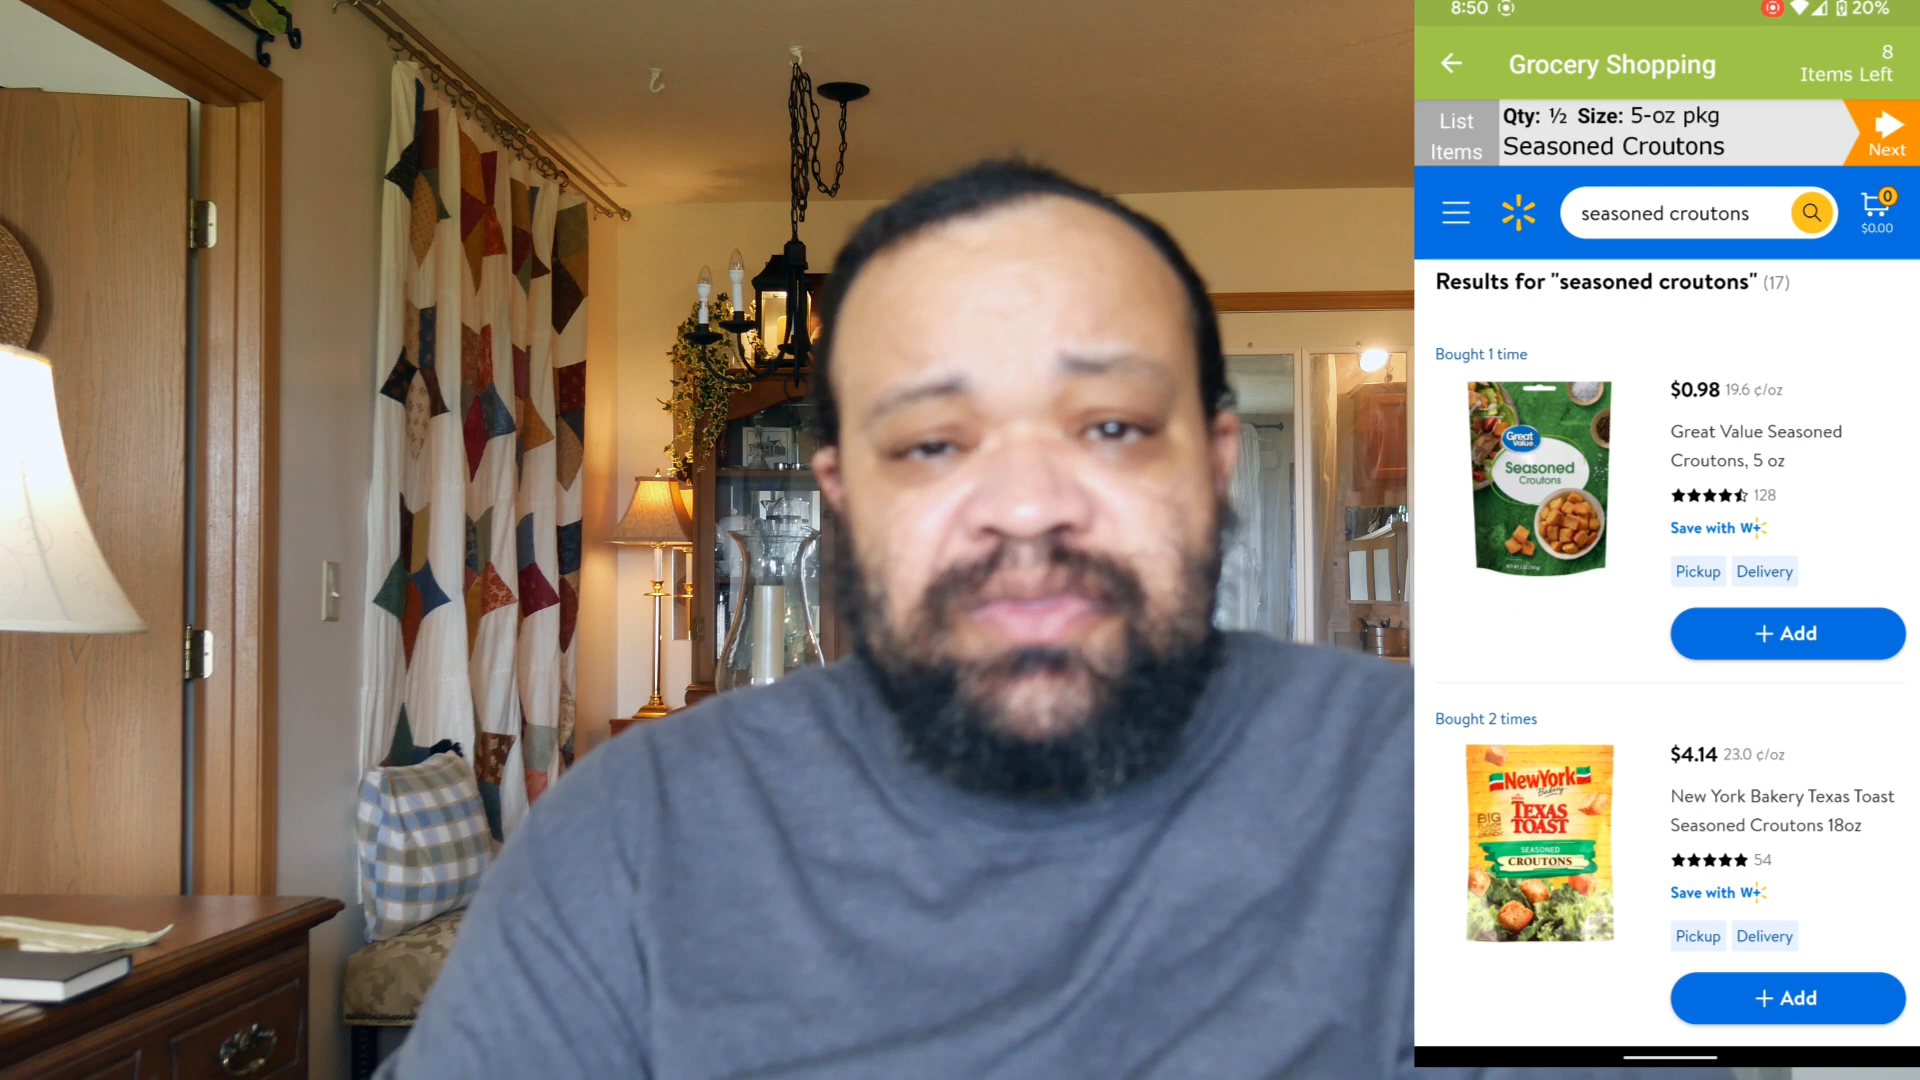 8:50
20%
Grocery Shopping
8
Items Left
List
Items
Qty: ½ Size: 5-oz pkg
Seasoned Croutons
Next
seasoned croutons
0
$0.00
Results for "seasoned croutons" (17)
Bought 1 time
Great Value
Seasoned
Croutons
$0.98 19.6 ¢/oz
Great Value Seasoned
Croutons, 5 oz
128
Save with W+
Pickup
Delivery
+ Add
Bought 2 times
New York
Bakery
TEXAS
TOAST
BIG
SEASONED
CROUTONS
$4.14 23.0 ¢/oz
New York Bakery Texas Toast
Seasoned Croutons 18oz
54
Save with W+
Pickup
Delivery
+ Add